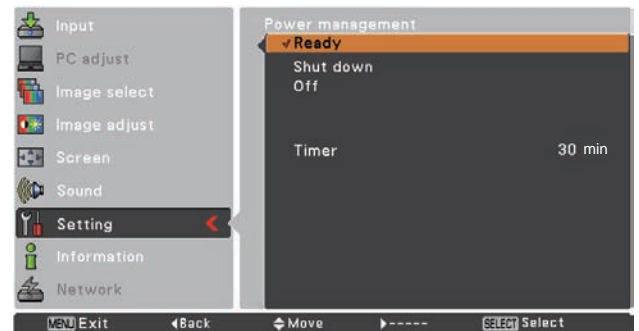 Input
PC adjust
Image select
Image adjust
Screen
Sound
Setting
Information
Network
Power management
✔Ready
Shut down
Off
Timer 30 min
MENU Exit ◀Back Move ▶----- SELECT Select